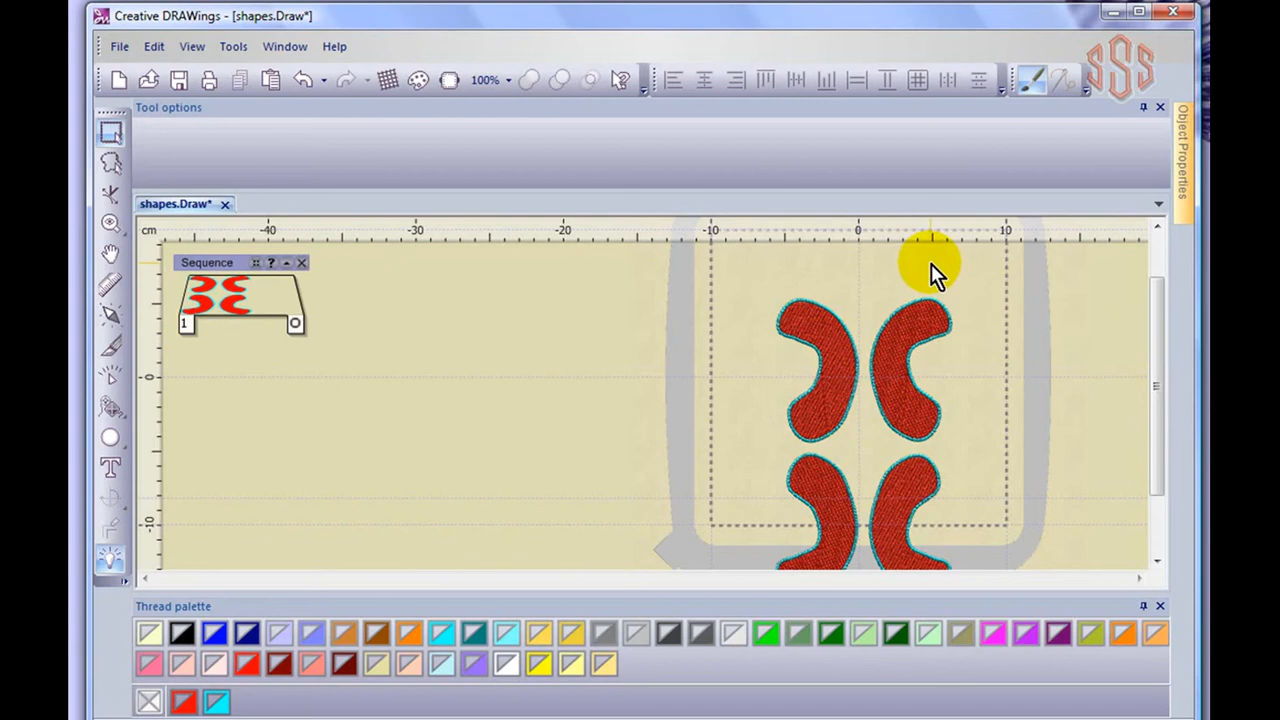 Creative DRAWings - [shapes.Draw*]
File Edit View Tools Window Help
100%
SSS
Tool options
Object Properties
shapes.Draw*
cm -40 -30 -20 -10 0 10
Sequence ?
1
0
-10
T
Thread palette